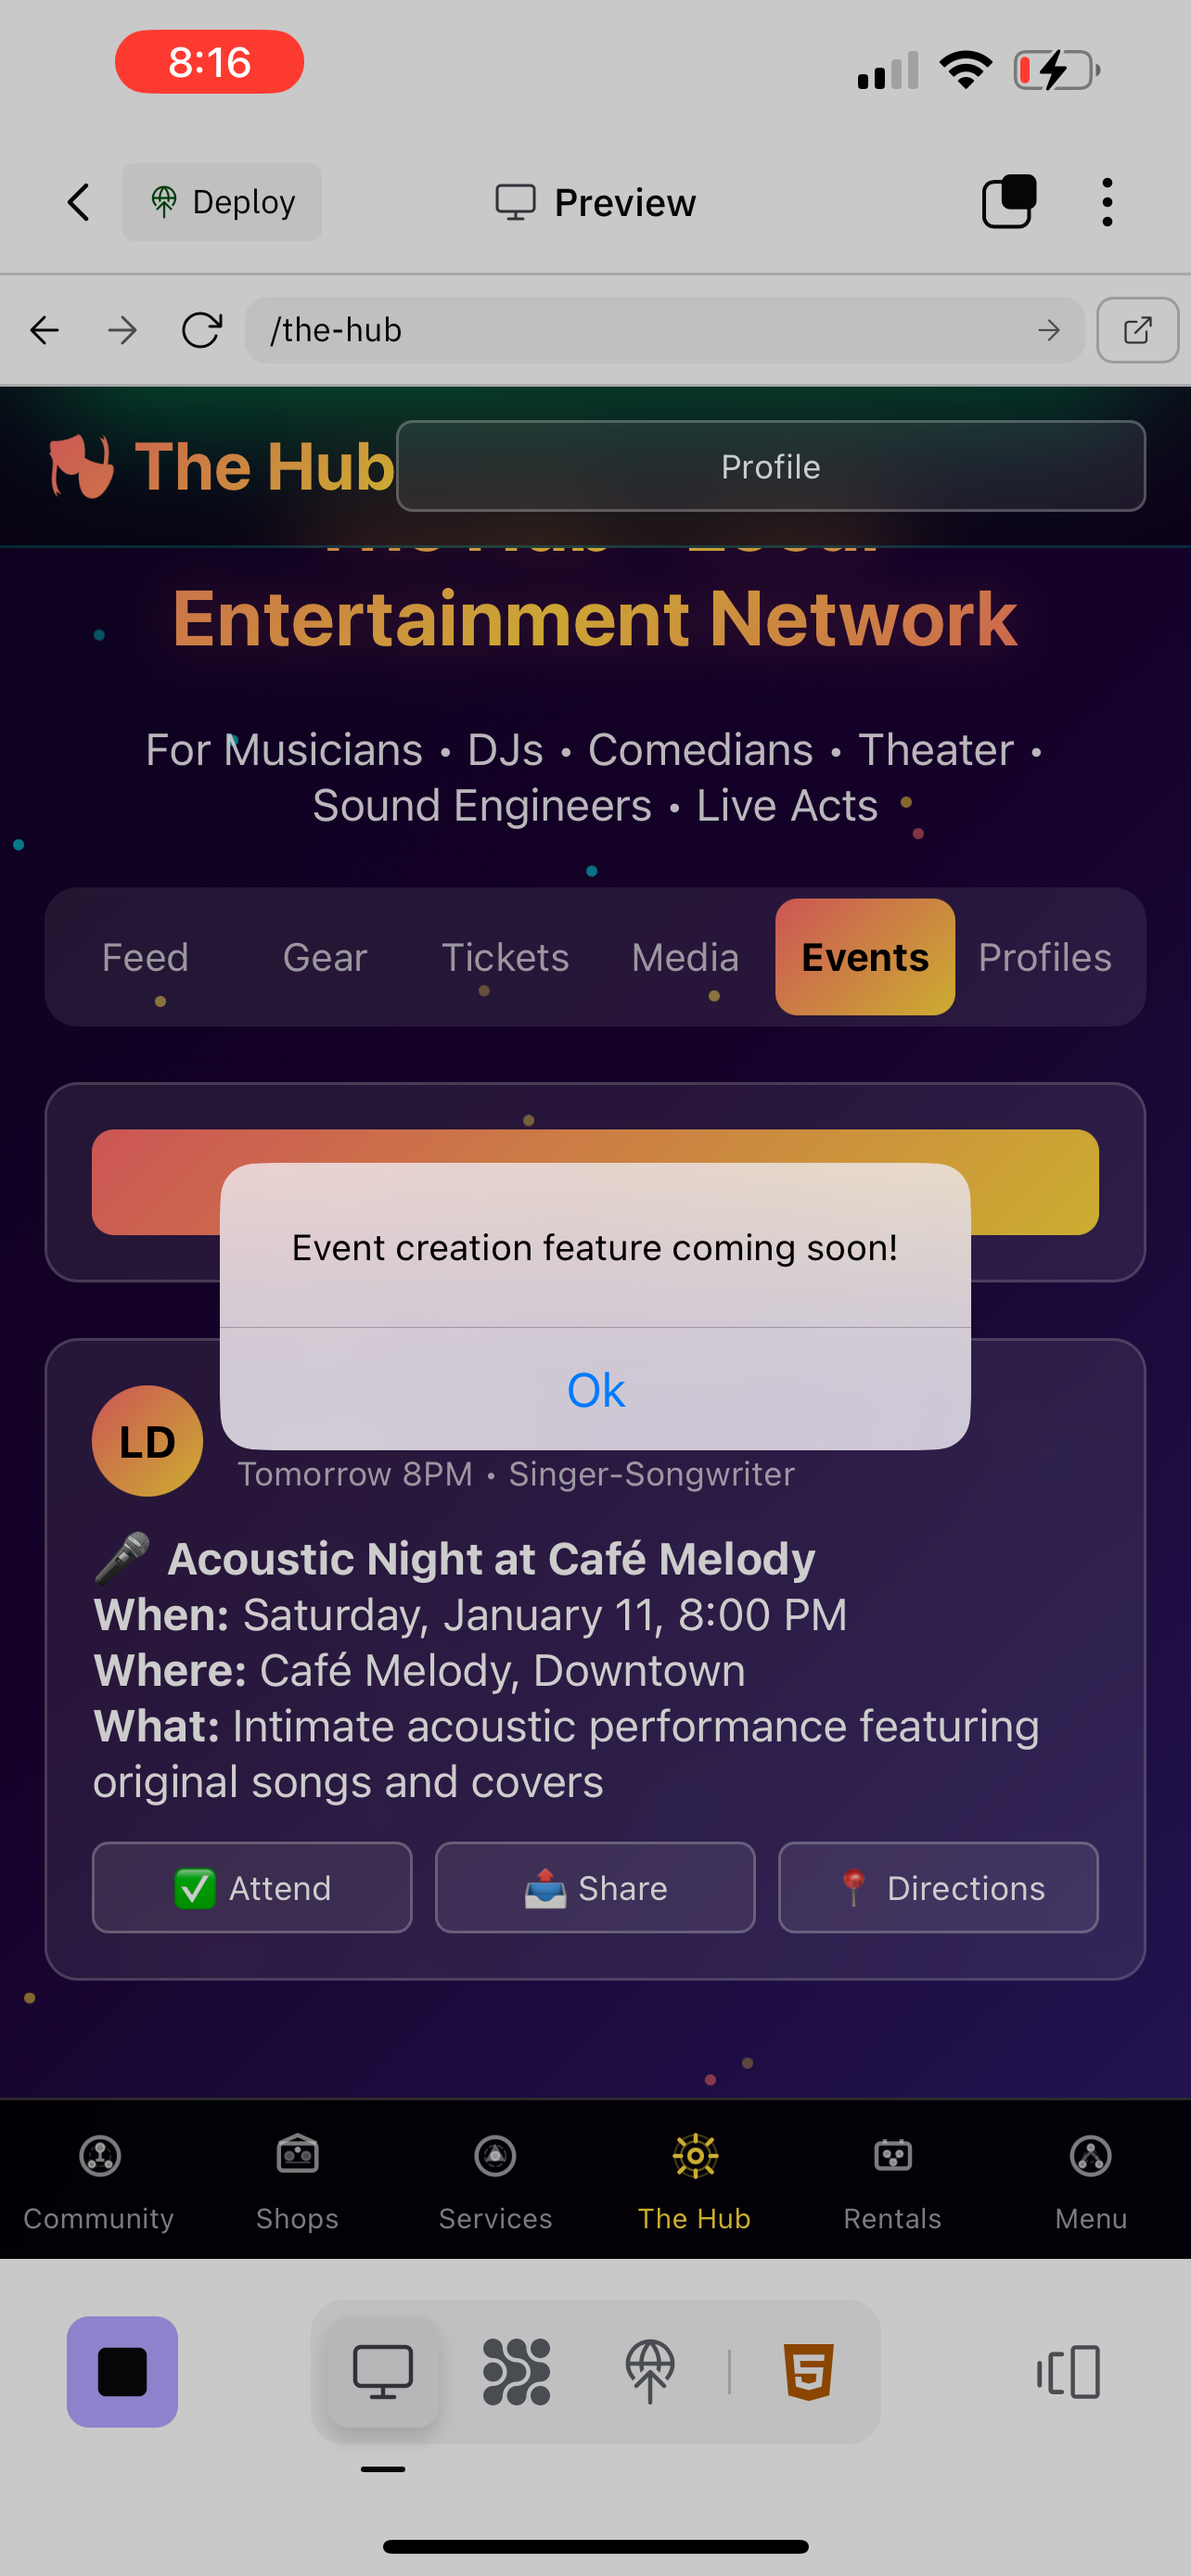 8:16
Deploy
Preview
/the-hub
The Hub
Profile
Entertainment Network
For Musicians • DJs • Comedians • Theater •
Sound Engineers • Live Acts
Feed Gear Tickets Media Events Profiles
Event creation feature coming soon!
Ok
LD
Tomorrow 8PM • Singer-Songwriter
🎤 Acoustic Night at Café Melody
When: Saturday, January 11, 8:00 PM
Where: Café Melody, Downtown
What: Intimate acoustic performance featuring
original songs and covers
✅ Attend
📤 Share
📍 Directions
Community Shops Services The Hub Rentals Menu